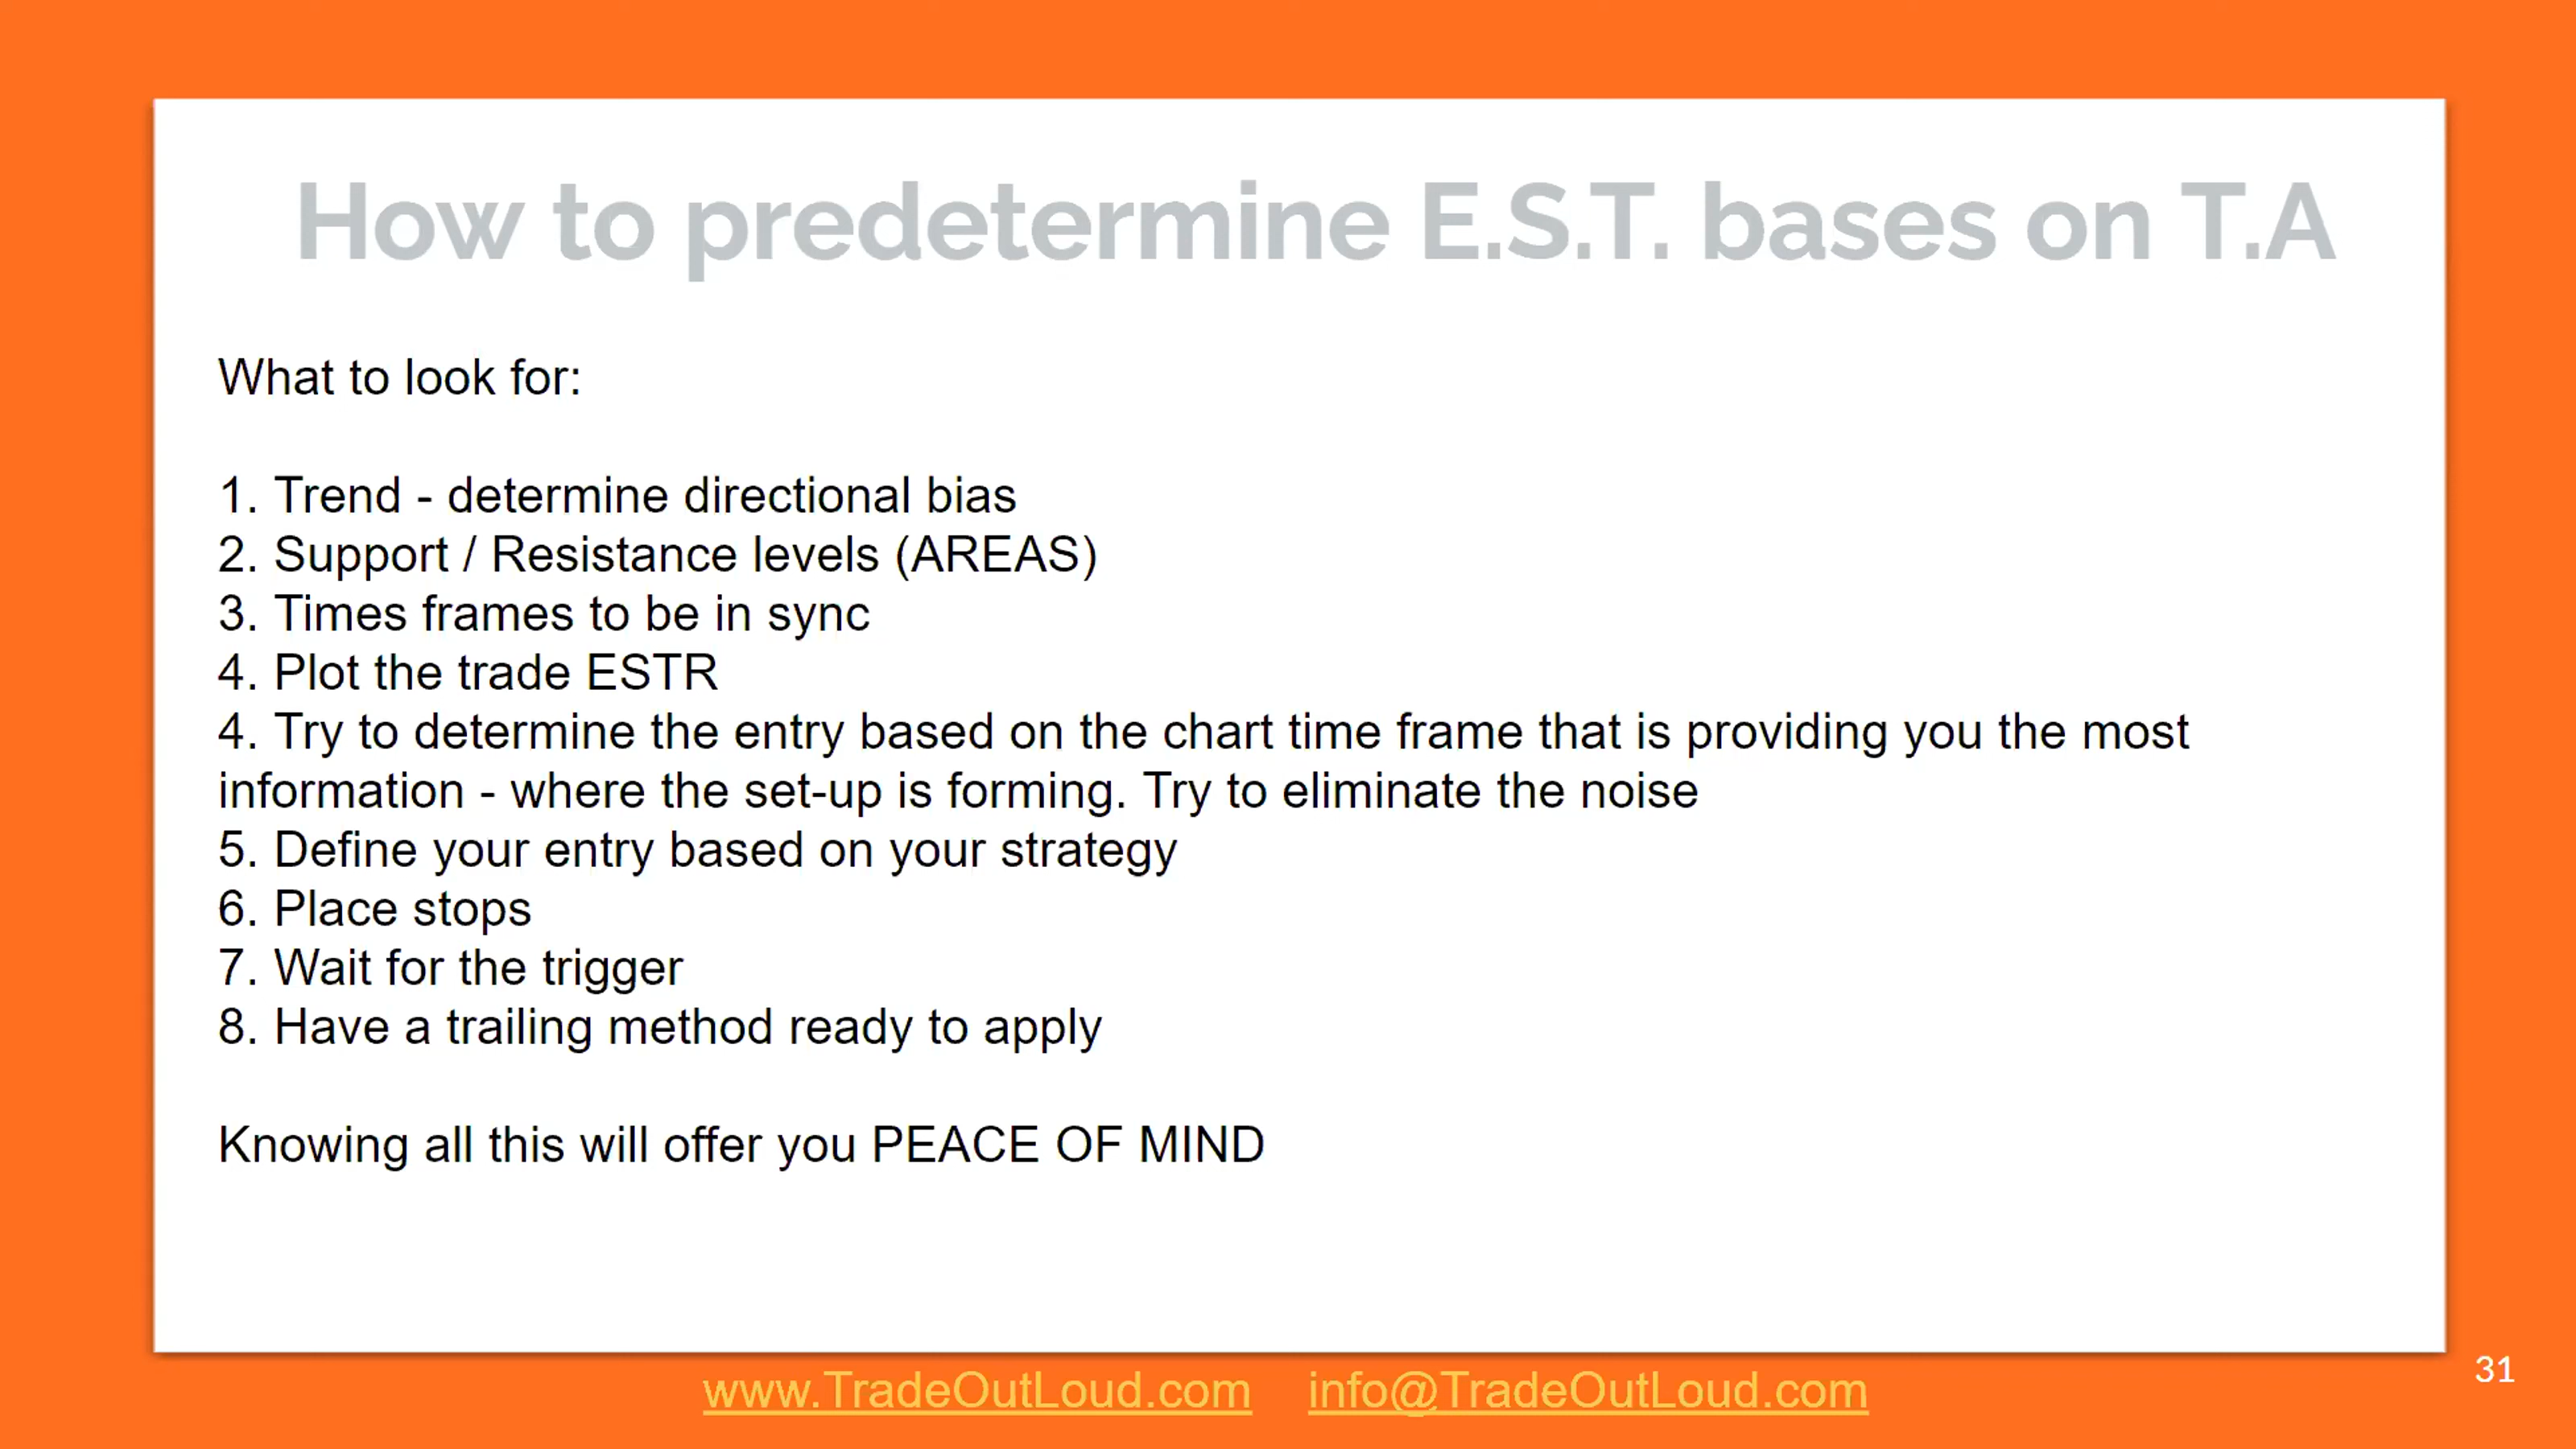 How to predetermine E.S.T. bases on T.A
What to look for:
1. Trend - determine directional bias
2. Support / Resistance levels (AREAS)
3. Times frames to be in sync
4. Plot the trade ESTR
4. Try to determine the entry based on the chart time frame that is providing you the most
information - where the set-up is forming. Try to eliminate the noise
5. Define your entry based on your strategy
6. Place stops
7. Wait for the trigger
8. Have a trailing method ready to apply
Knowing all this will offer you PEACE OF MIND
31
www.TradeOutLoud.com info@TradeOutLoud.com